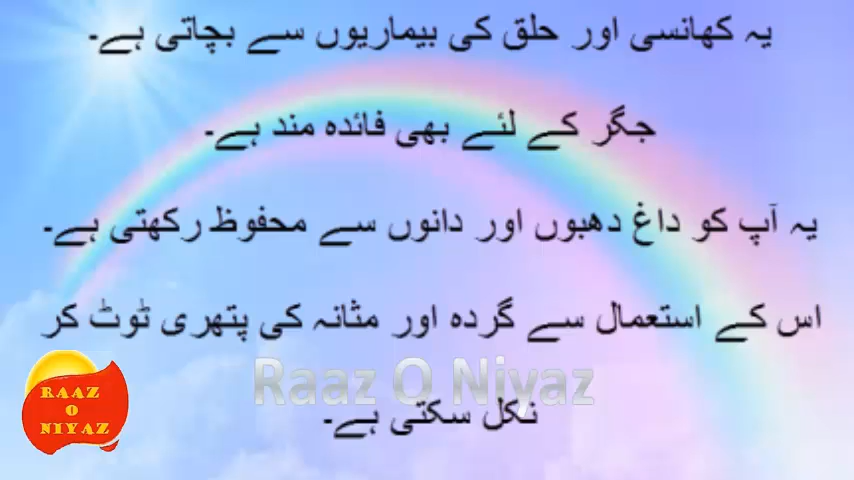 یہ کھانسی اور حلق کی بیماریوں سے بچاتی ہے۔
جگر کے لئے بھی فائدہ مند ہے۔
یہ آپ کو داغ دھبوں اور دانوں سے محفوظ رکھتی ہے۔
اس کے استعمال سے گردہ اور مثانہ کی پتھری ٹوٹ کر
Raaz O Niyaz
نکل سکتی ہے۔
RAAZ
O
NIYAZ